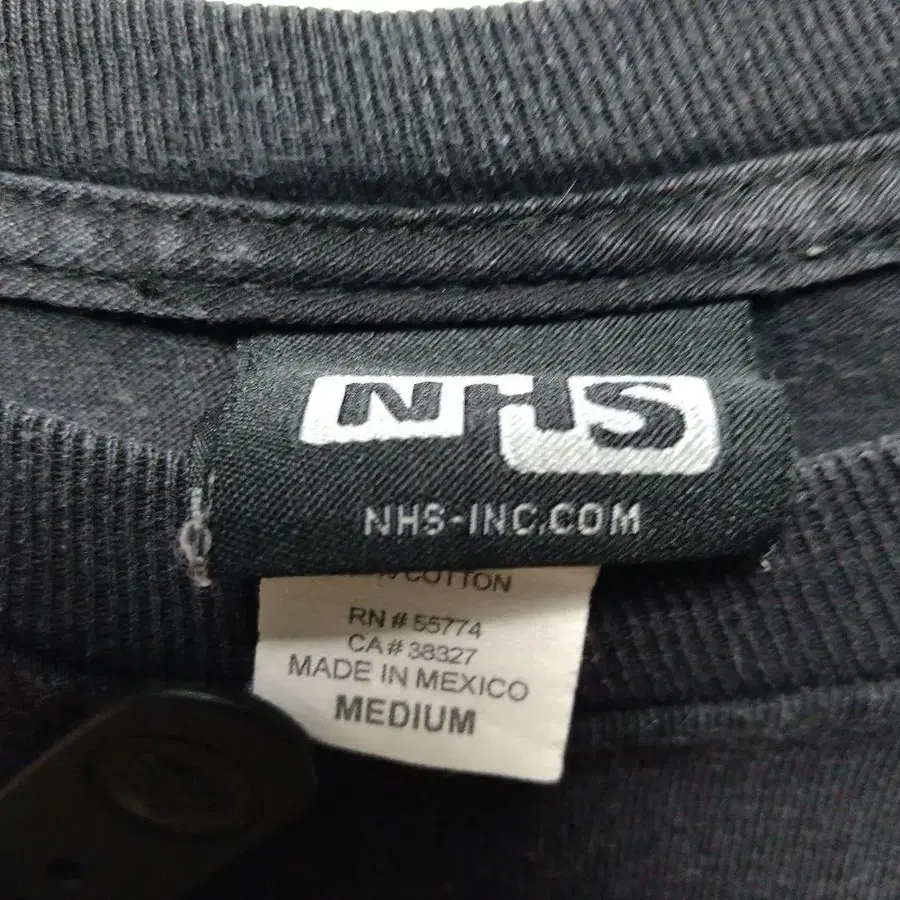 NHS
NHS-INC.COM
COTTON
RN # 55774
CA # 38327
MADE IN MEXICO
MEDIUM